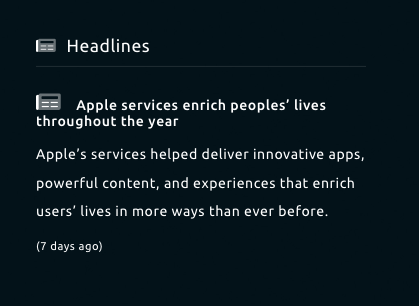 Headlines
Apple services enrich peoples’ lives
throughout the year
Apple’s services helped deliver innovative apps,
powerful content, and experiences that enrich
users’ lives in more ways than ever before.
(7 days ago)